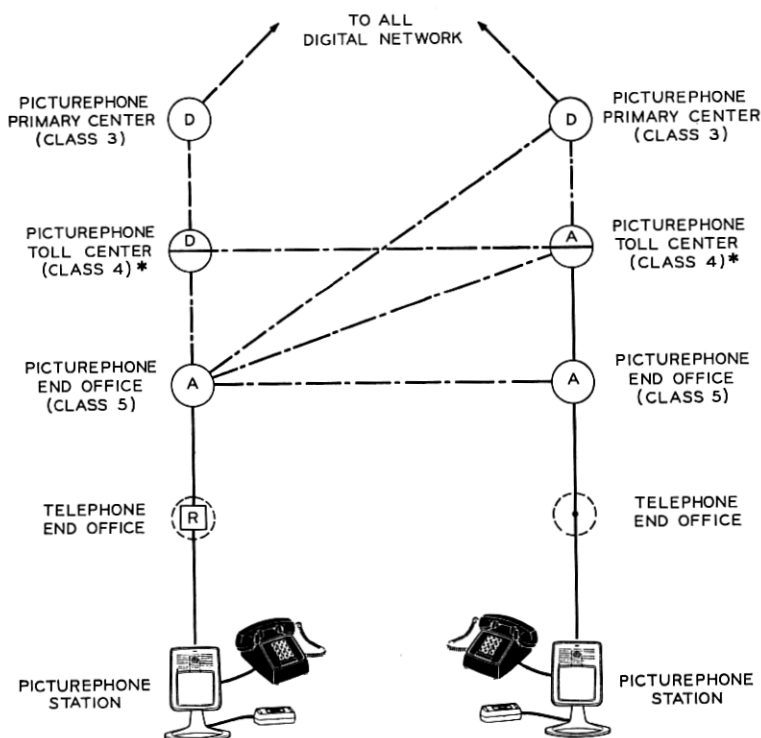 TO ALL
DIGITAL NETWORK
PICTUREPHONE
PRIMARY CENTER
(CLASS 3)
D
D
PICTUREPHONE
PRIMARY CENTER
(CLASS 3)
PICTUREPHONE
TOLL CENTER
(CLASS 4)*
D
A
PICTUREPHONE
TOLL CENTER
(CLASS 4)*
PICTUREPHONE
END OFFICE
(CLASS 5)
A
A
PICTUREPHONE
END OFFICE
(CLASS 5)
TELEPHONE
END OFFICE
R
TELEPHONE
END OFFICE
PICTUREPHONE
STATION
PICTUREPHONE
STATION